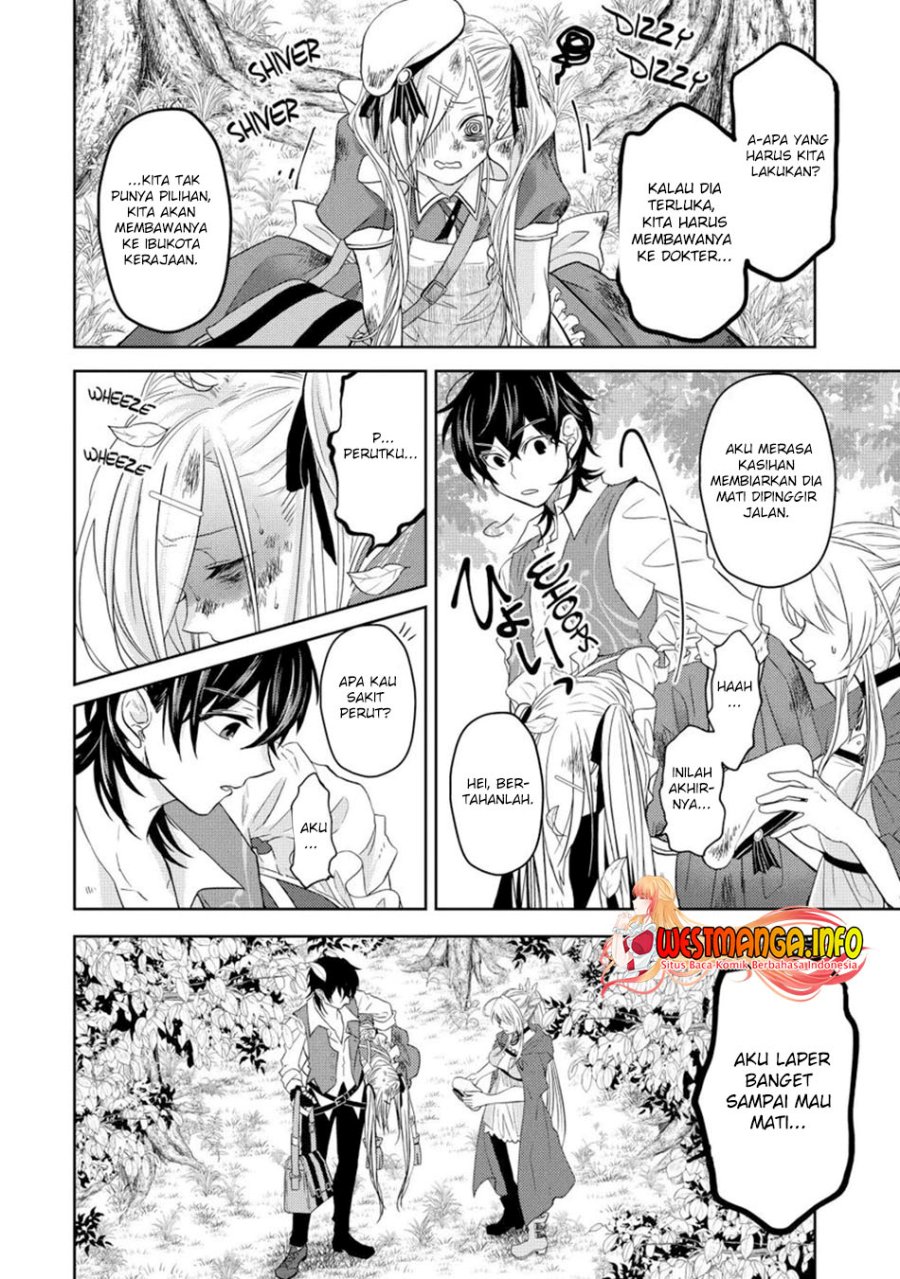 DIZZY
DIZZY
SHIVER
SHIVER
A-APA YANG
HARUS KITA
LAKUKAN?
KALAU DIA
TERLUKA,
KITA HARUS
MEMBAWANYA
KE DOKTER...
...KITA TAK
PUNYA PILIHAN,
KITA AKAN
MEMBAWANYA
KE IBUKOTA
KERAJAAN.
AKU MERASA
KASIHAN
MEMBIARKAN DIA
MATI DIPINGGIR
JALAN.
WHOOPS
ひょい
HAAH
...
INILAH
AKHIR-
NYA...
HEI, BER-
TAHANLAH.
WHEEZE
WHEEZE
P...
PERUTKU...
APA KAU
SAKIT
PERUT?
AKU
...
WESTMANGA.INFO
Situs Baca Komik Berbahasa Indonesia
AKU LAPER
BANGET
SAMPAI MAU
MATI...